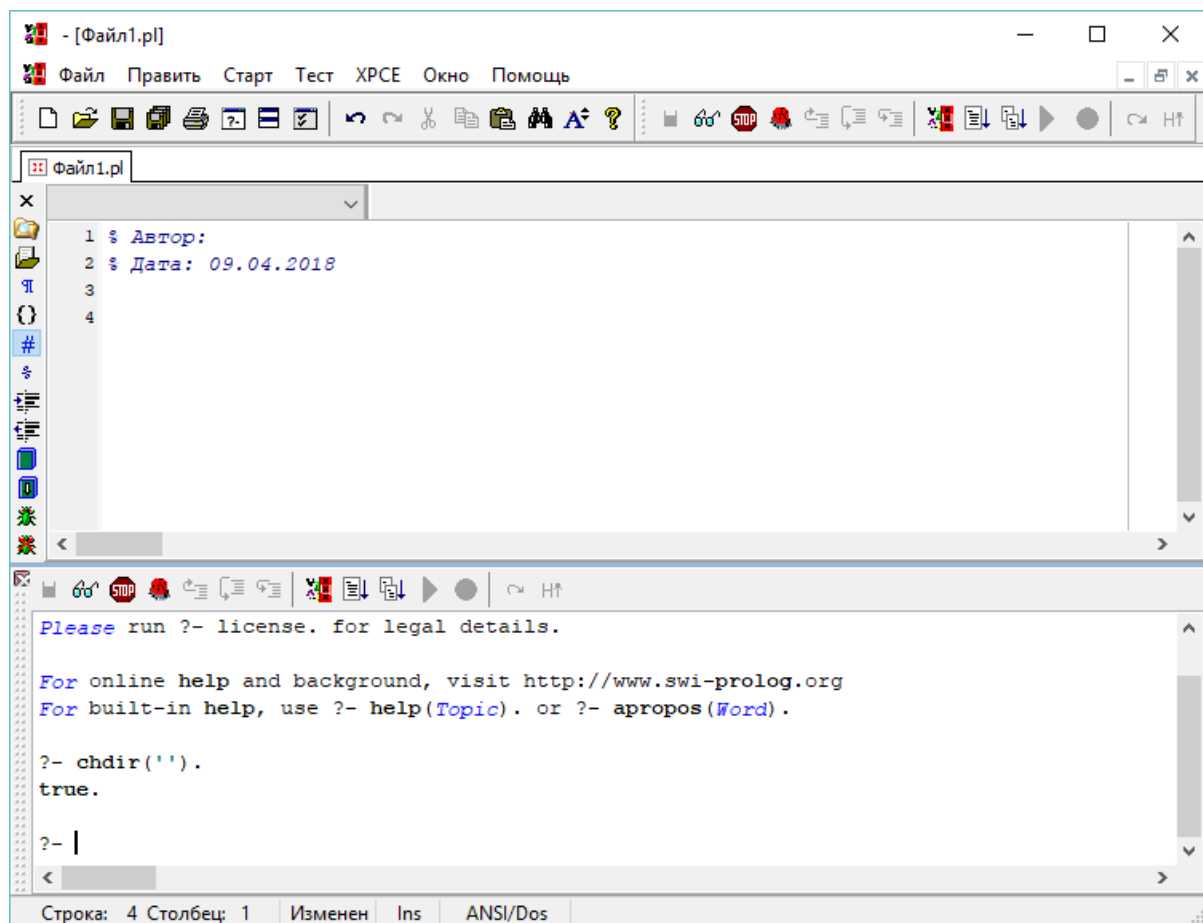 - [Файл1.pl]
Файл Править Старт Тест XPCE Окно Помощь
Файл1.pl
1 % Автор:
2 % Дата: 09.04.2018
3
4
Please run ?- license. for legal details.
For online help and background, visit http://www.swi-prolog.org
For built-in help, use ?- help(Topic). or ?- apropos(Word).
?- chdir('').
true.
?-
Строка: 4 Столбец: 1 Изменен Ins ANSI/Dos